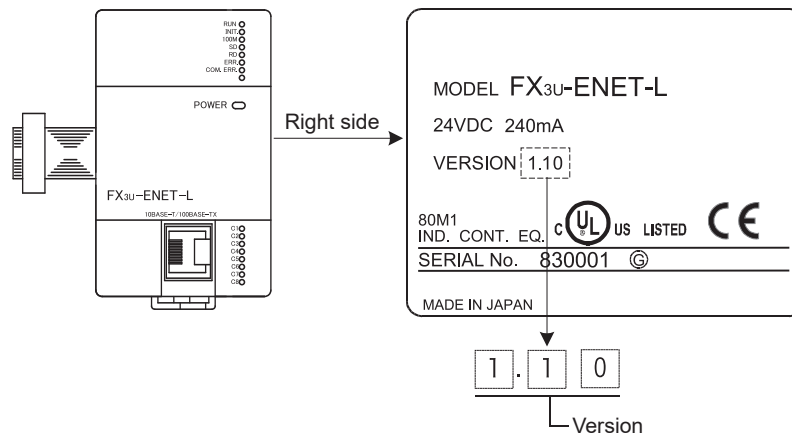 RUN
INIT.
100M
SD
RD
ERR.
COM. ERR.
POWER
FX3U-ENET-L
10BASE-T/100BASE-TX
C1
C2
C3
C4
C5
C6
C7
C8
Right side
MODEL FX3U-ENET-L
24VDC 240mA
VERSION 1.10
80M1
IND. CONT. EQ.
C UL ® US LISTED CE
SERIAL No. 830001 G
MADE IN JAPAN
1.10
Version